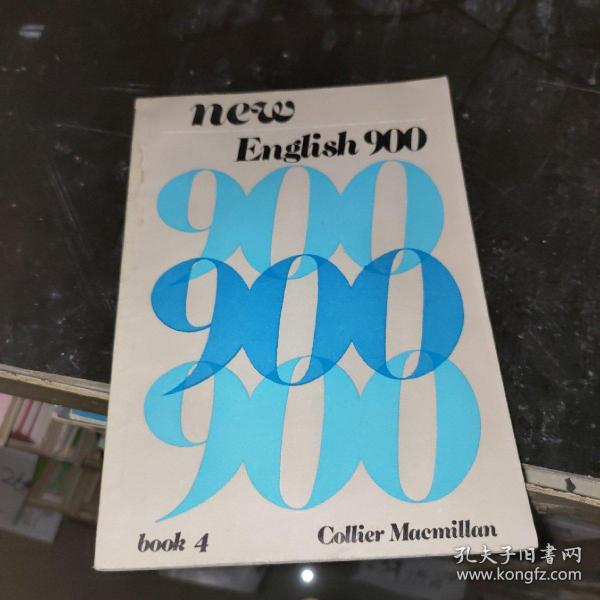 new
English 900
900
900
900
book 4 Collier Macmillan
孔夫子旧书网
www.kongfz.com